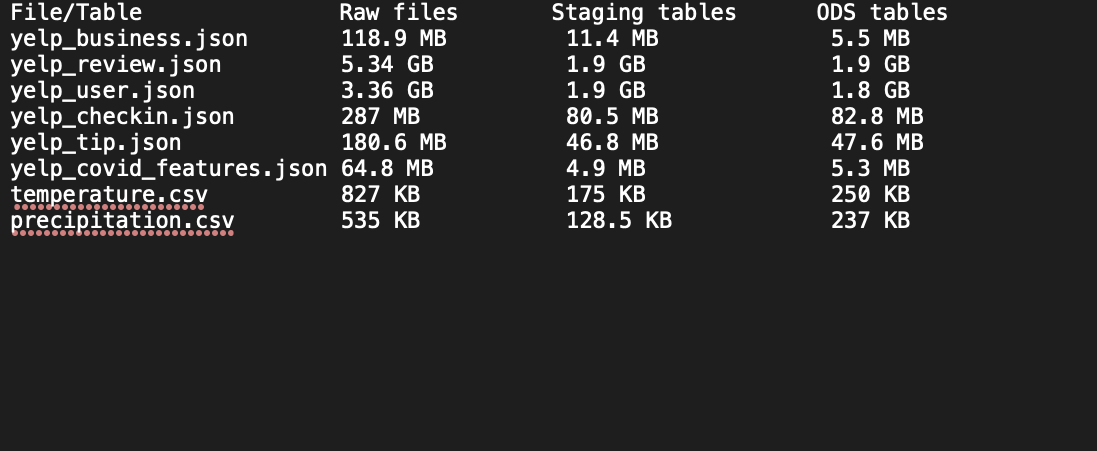 File/Table Raw files Staging tables ODS tables
yelp_business.json 118.9 MB 11.4 MB 5.5 MB
yelp_review.json 5.34 GB 1.9 GB 1.9 GB
yelp_user.json 3.36 GB 1.9 GB 1.8 GB
yelp_checkin.json 287 MB 80.5 MB 82.8 MB
yelp_tip.json 180.6 MB 46.8 MB 47.6 MB
yelp_covid_features.json 64.8 MB 4.9 MB 5.3 MB
temperature.csv 827 KB 175 KB 250 KB
precipitation.csv 535 KB 128.5 KB 237 KB